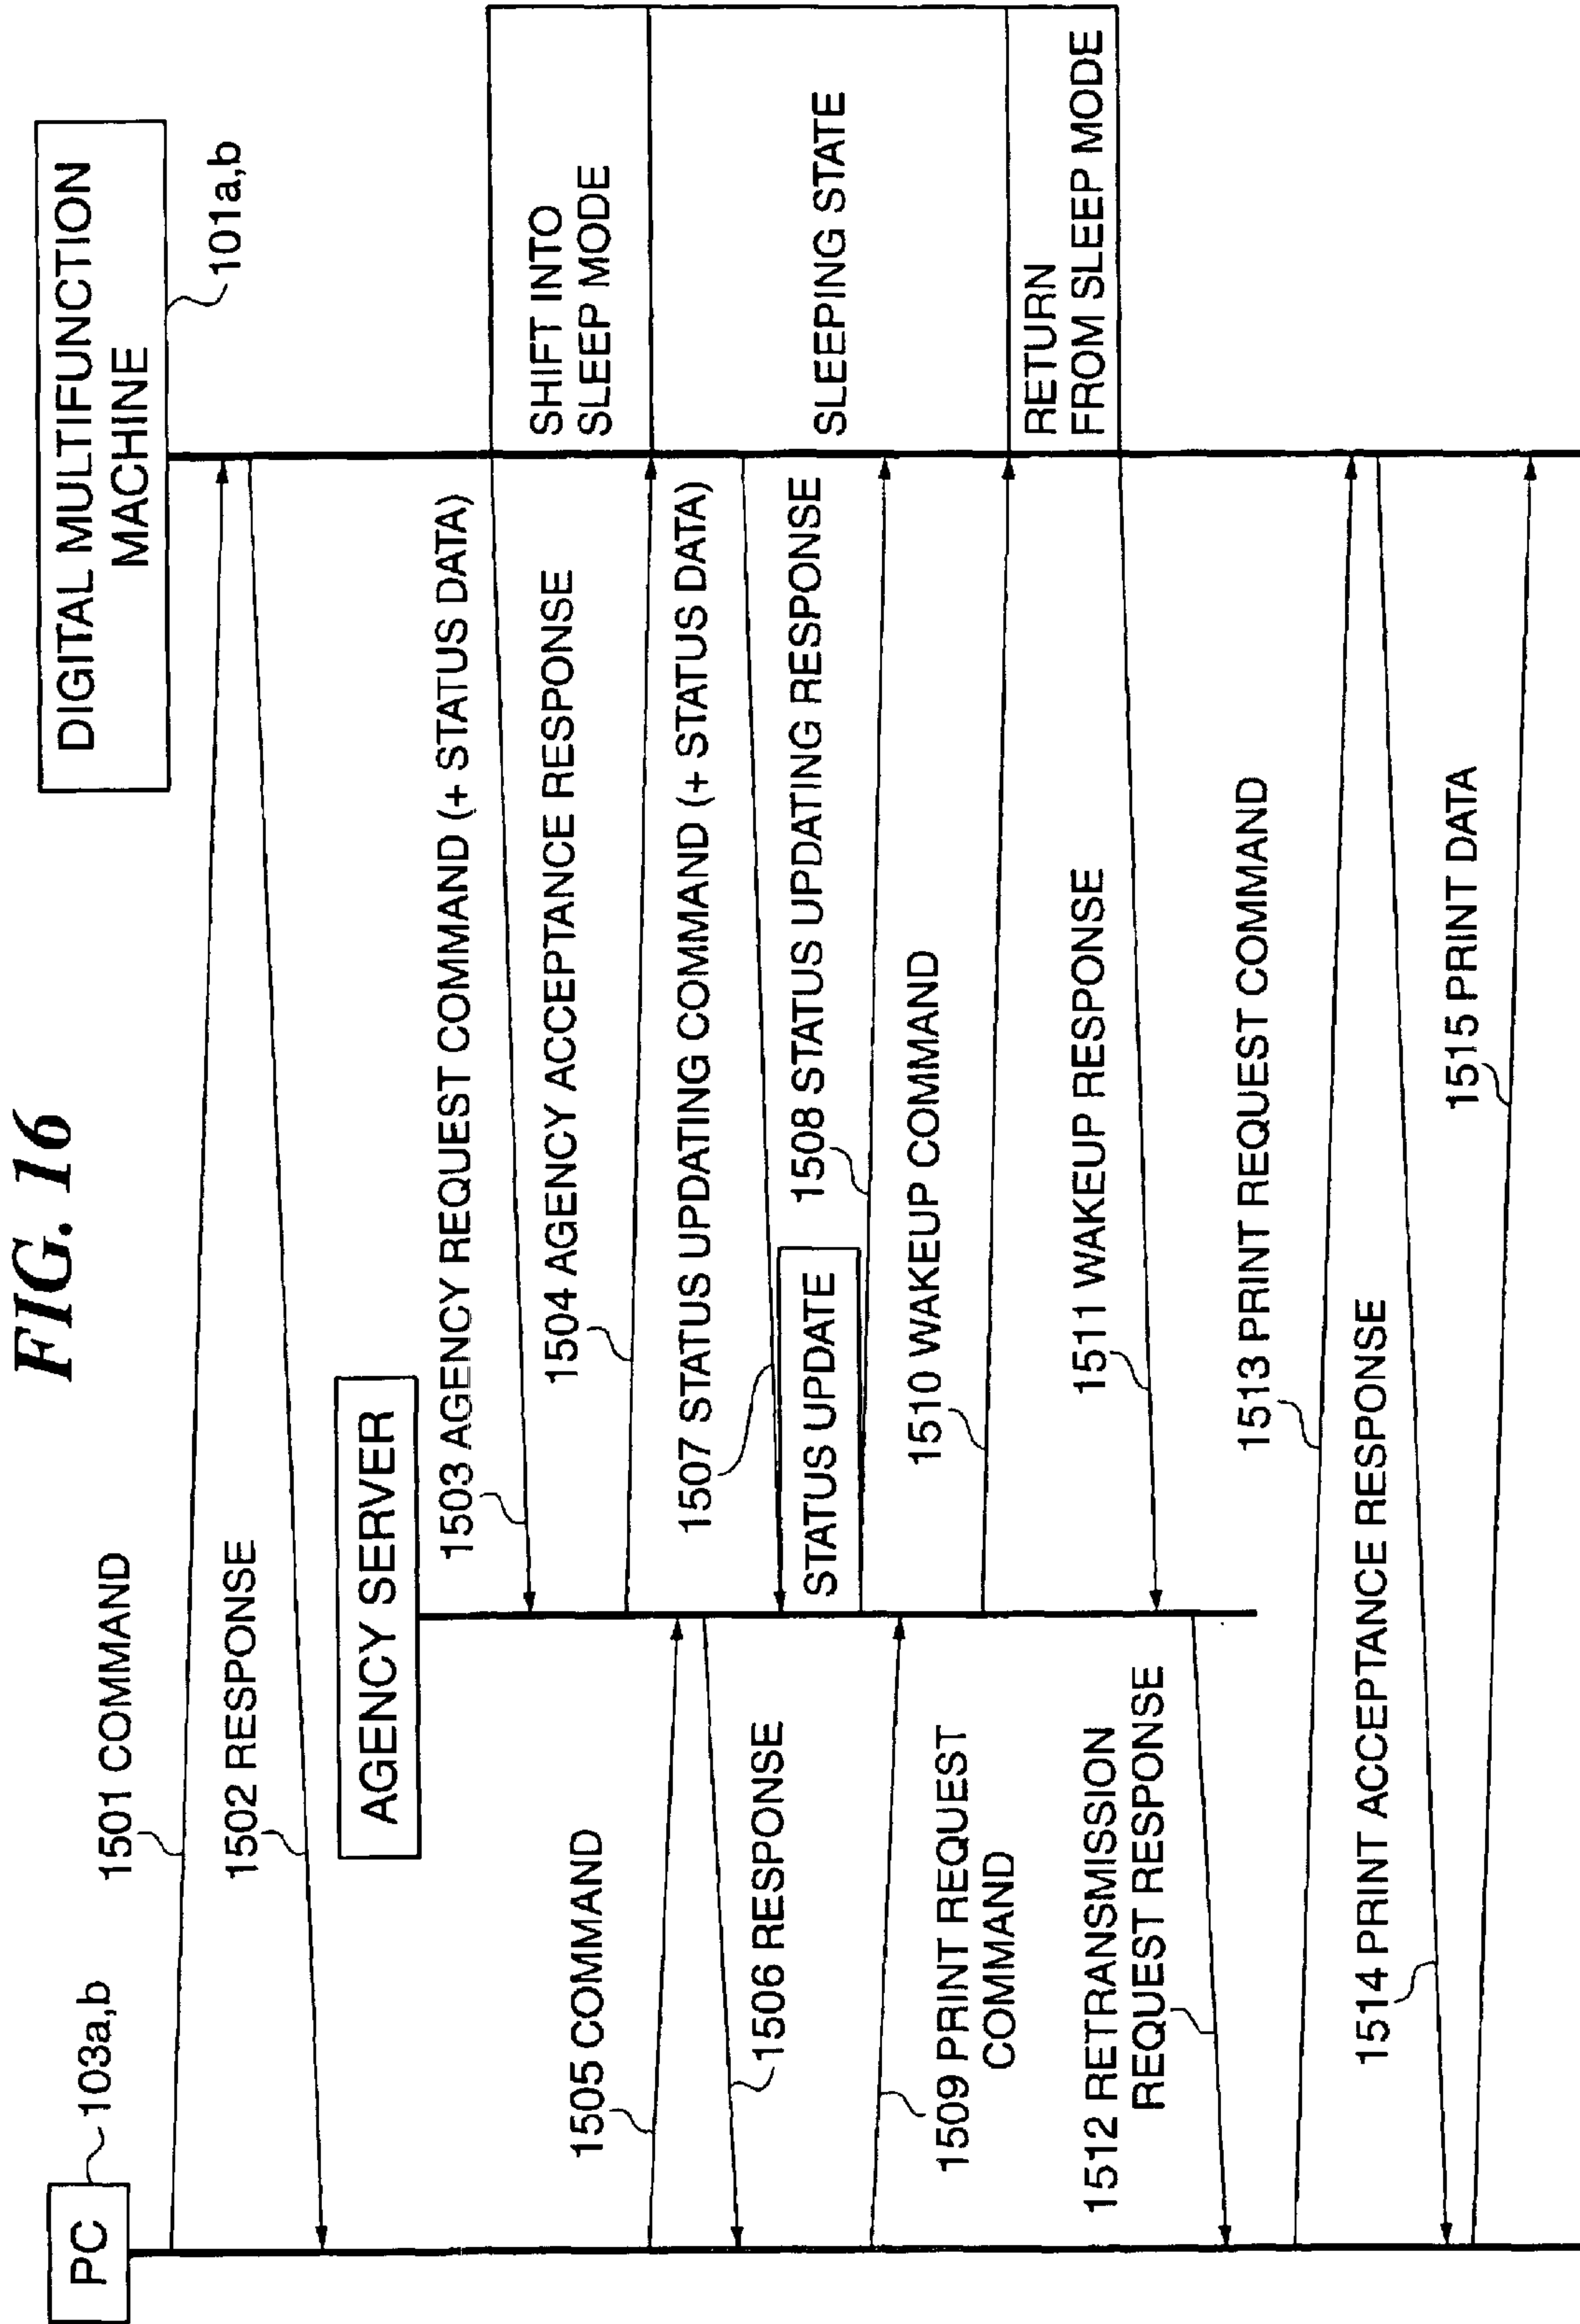 FIG. 16
PC
103a,b
DIGITAL MULTIFUNCTION
MACHINE
101a,b
1501 COMMAND
1502 RESPONSE
AGENCY SERVER
1503 AGENCY REQUEST COMMAND (+ STATUS DATA)
SHIFT INTO
SLEEP MODE
1504 AGENCY ACCEPTANCE RESPONSE
1505 COMMAND
1506 RESPONSE
1507 STATUS UPDATING COMMAND (+ STATUS DATA)
STATUS UPDATE
SLEEPING STATE
1508 STATUS UPDATING RESPONSE
1509 PRINT REQUEST
COMMAND
1510 WAKEUP COMMAND
RETURN
FROM SLEEP MODE
1511 WAKEUP RESPONSE
1512 RETRANSMISSION
REQUEST RESPONSE
1513 PRINT REQUEST COMMAND
1514 PRINT ACCEPTANCE RESPONSE
1515 PRINT DATA